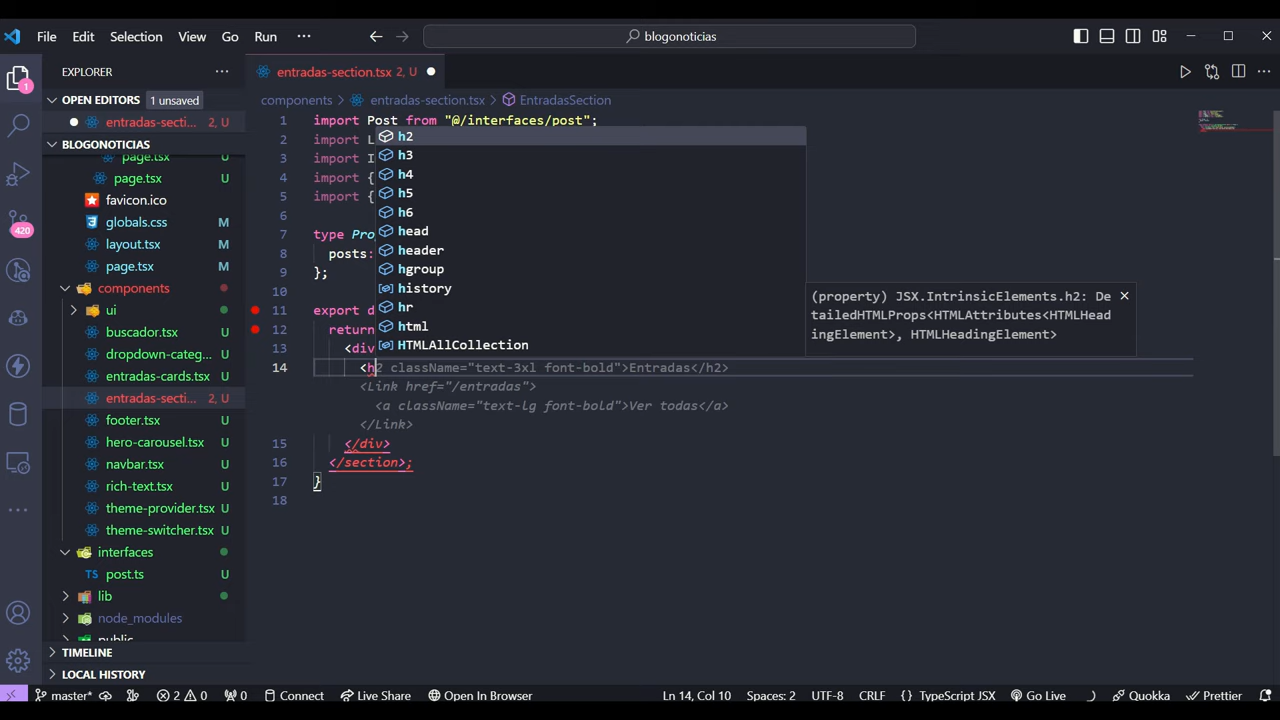 File Edit Selection View Go Run ··· blogonoticias
EXPLORER ···
entradas-section.tsx 2, U
OPEN EDITORS 1 unsaved
entradas-secti... 2, U
BLOGONOTICIAS
page.tsx
page.tsx
favicon.ico
globals.css M
layout.tsx M
page.tsx M
components
ui
buscador.tsx U
dropdown-categ... U
entradas-cards.tsx U
entradas-secti... 2, U
footer.tsx U
hero-carousel.tsx U
navbar.tsx U
rich-text.tsx U
theme-provider.tsx U
theme-switcher.tsx U
interfaces
TS post.ts U
lib
node_modules
public
TIMELINE
LOCAL HISTORY
1
420
components > entradas-section.tsx > EntradasSection
1 import Post from "@/interfaces/post";
2 import L
3 import I
4 import {
5 import {
6
7 type Pro
8 posts:
9 };
10
11 export d
12 return
13 <div
14 <h2 className="text-3xl font-bold">Entradas</h2>
<Link href="/entradas">
<a className="text-lg font-bold">Ver todas</a>
</Link>
15 </div>
16 </section>;
17 }
18
h2
h3
h4
h5
h6
head
header
hgroup
history
hr
html
HTMLAllCollection
(property) JSX.IntrinsicElements.h2: De
tailedHTMLProps<HTMLAttributes<HTMLHead
ingElement>, HTMLHeadingElement>
master* 2 0 0 Connect Live Share Open In Browser Ln 14, Col 10 Spaces: 2 UTF-8 CRLF { } TypeScript JSX Go Live Quokka Prettier